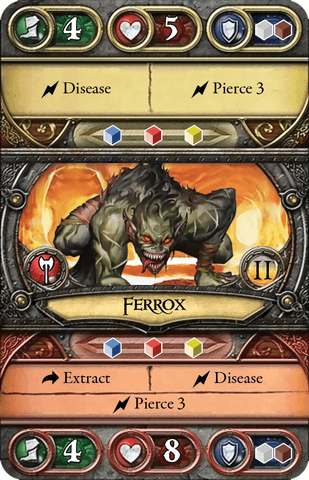 4 5
Disease Pierce 3
II
FERROX
Extract Disease
Pierce 3
4 8